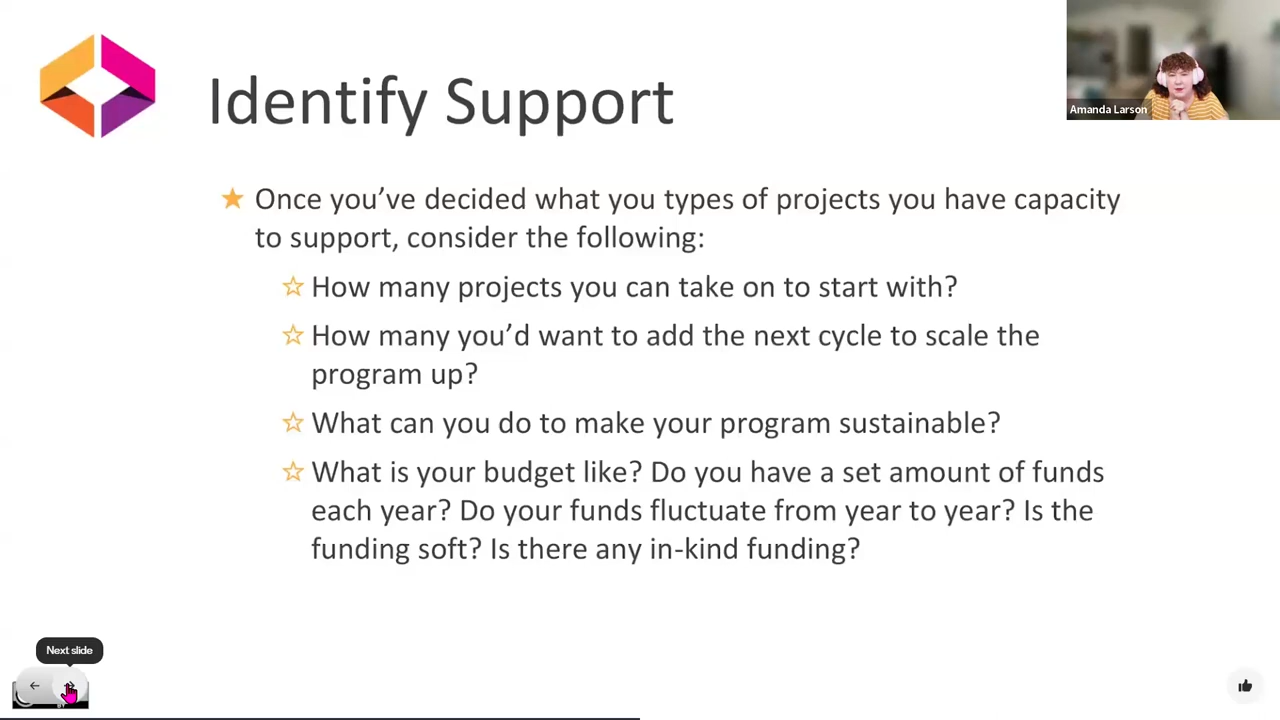 Identify Support
Amanda Larson
Once you’ve decided what you types of projects you have capacity
to support, consider the following:
How many projects you can take on to start with?
How many you’d want to add the next cycle to scale the
program up?
What can you do to make your program sustainable?
What is your budget like? Do you have a set amount of funds
each year? Do your funds fluctuate from year to year? Is the
funding soft? Is there any in-kind funding?
Next slide